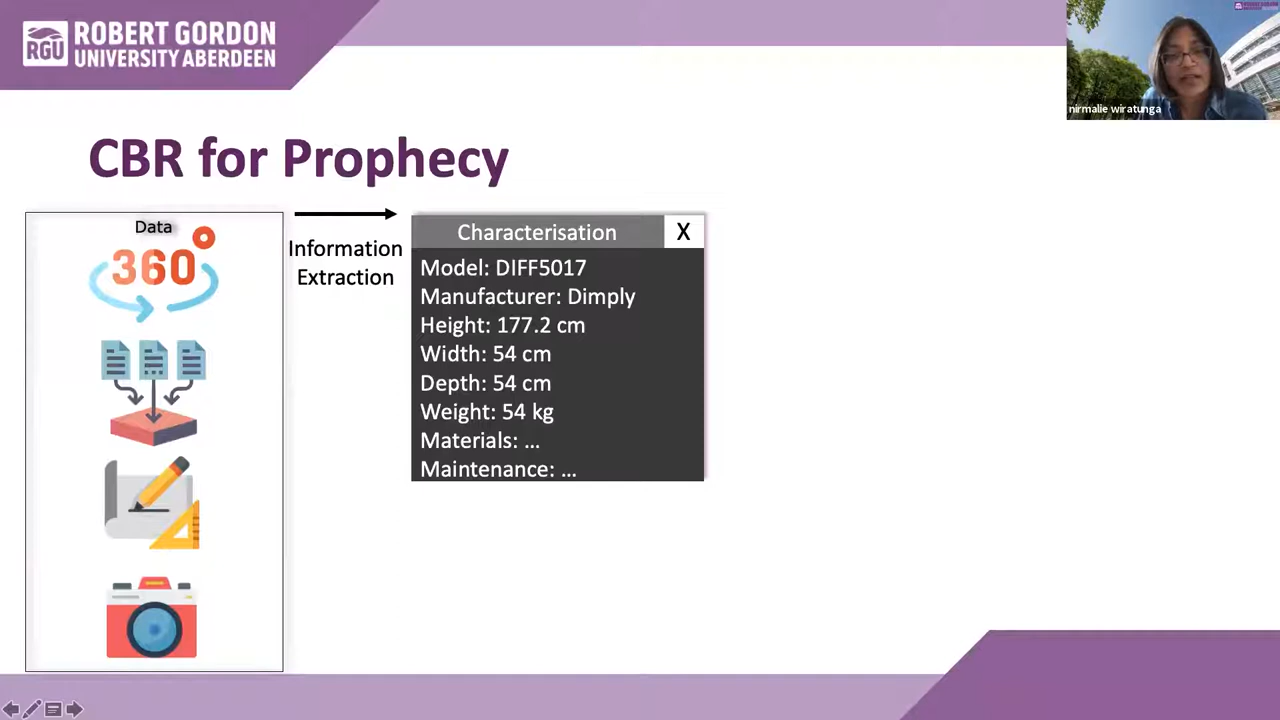 RGU
ROBERT GORDON
UNIVERSITY ABERDEEN
nirmalie wiratunga
CBR for Prophecy
Data
360°
Information
Extraction
Characterisation X
Model: DIFF5017
Manufacturer: Dimply
Height: 177.2 cm
Width: 54 cm
Depth: 54 cm
Weight: 54 kg
Materials: ...
Maintenance: ...